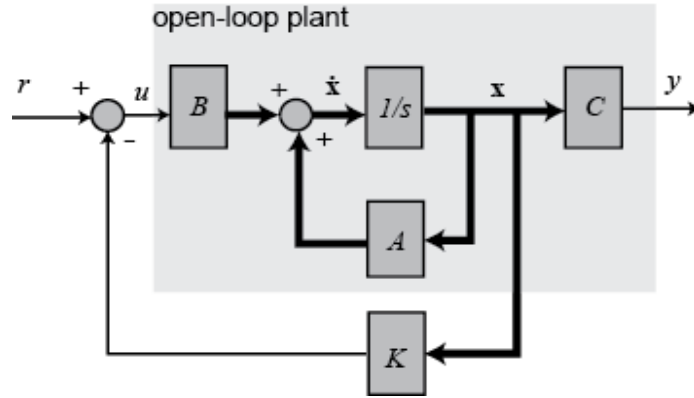 open-loop plant
r + - u B + + ẋ 1/s x C y
A
K